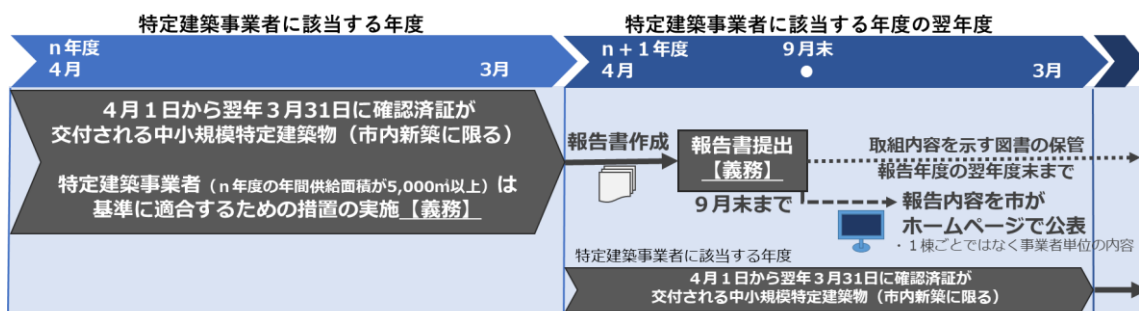 特定建築事業者に該当する年度
特定建築事業者に該当する年度の翌年度
n年度
4月
3月
n+1年度
4月
9月末
3月
4月1日から翌年3月31日に確認済証が
交付される中小規模特定建築物（市内新築に限る）
特定建築事業者（n年度の年間供給面積が5,000㎡以上）は
基準に適合するための措置の実施【義務】
報告書作成
報告書提出
【義務】
9月末まで
取組内容を示す図書の保管
報告年度の翌年度末まで
報告内容を市が
ホームページで公表
・1棟ごとではなく事業者単位の内容
特定建築事業者に該当する年度
4月1日から翌年3月31日に確認済証が
交付される中小規模特定建築物（市内新築に限る）